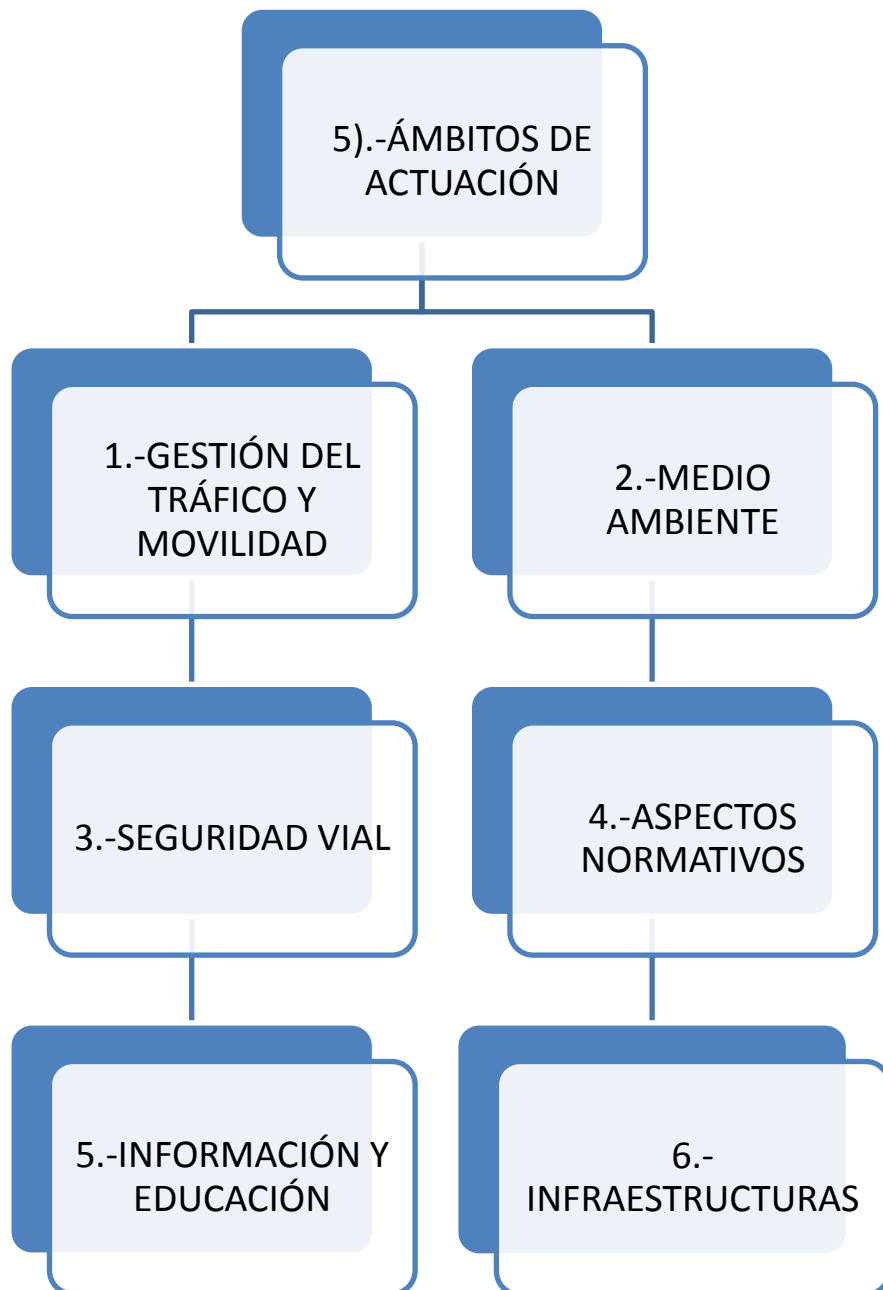 5).-ÁMBITOS DE
ACTUACIÓN
1.-GESTIÓN DEL
TRÁFICO Y
MOVILIDAD
2.-MEDIO
AMBIENTE
3.-SEGURIDAD VIAL
4.-ASPECTOS
NORMATIVOS
5.-INFORMACIÓN Y
EDUCACIÓN
6.-
INFRAESTRUCTURAS